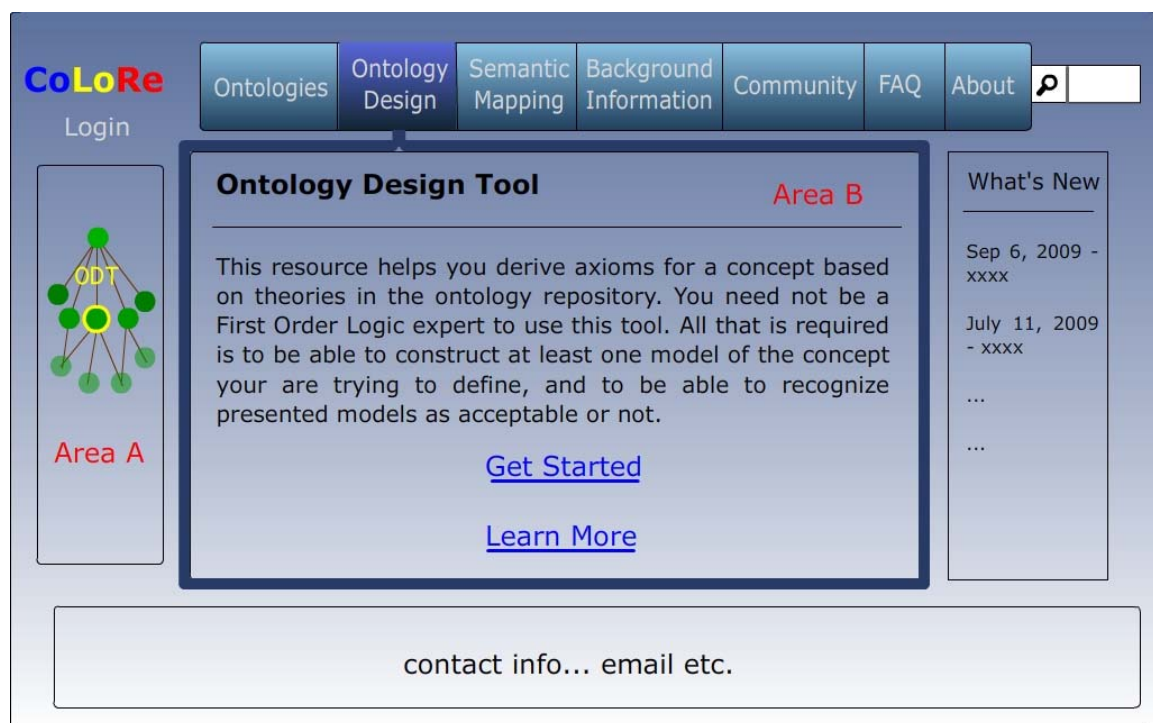 CoLoRe
Login
Ontologies
Ontology
Design
Semantic
Mapping
Background
Information
Community
FAQ
About
ODT
Area A
Ontology Design Tool
Area B
This resource helps you derive axioms for a concept based
on theories in the ontology repository. You need not be a
First Order Logic expert to use this tool. All that is required
is to be able to construct at least one model of the concept
your are trying to define, and to be able to recognize
presented models as acceptable or not.
Get Started
Learn More
What's New
Sep 6, 2009 -
xxxx
July 11, 2009
- xxxx
...
...
contact info... email etc.